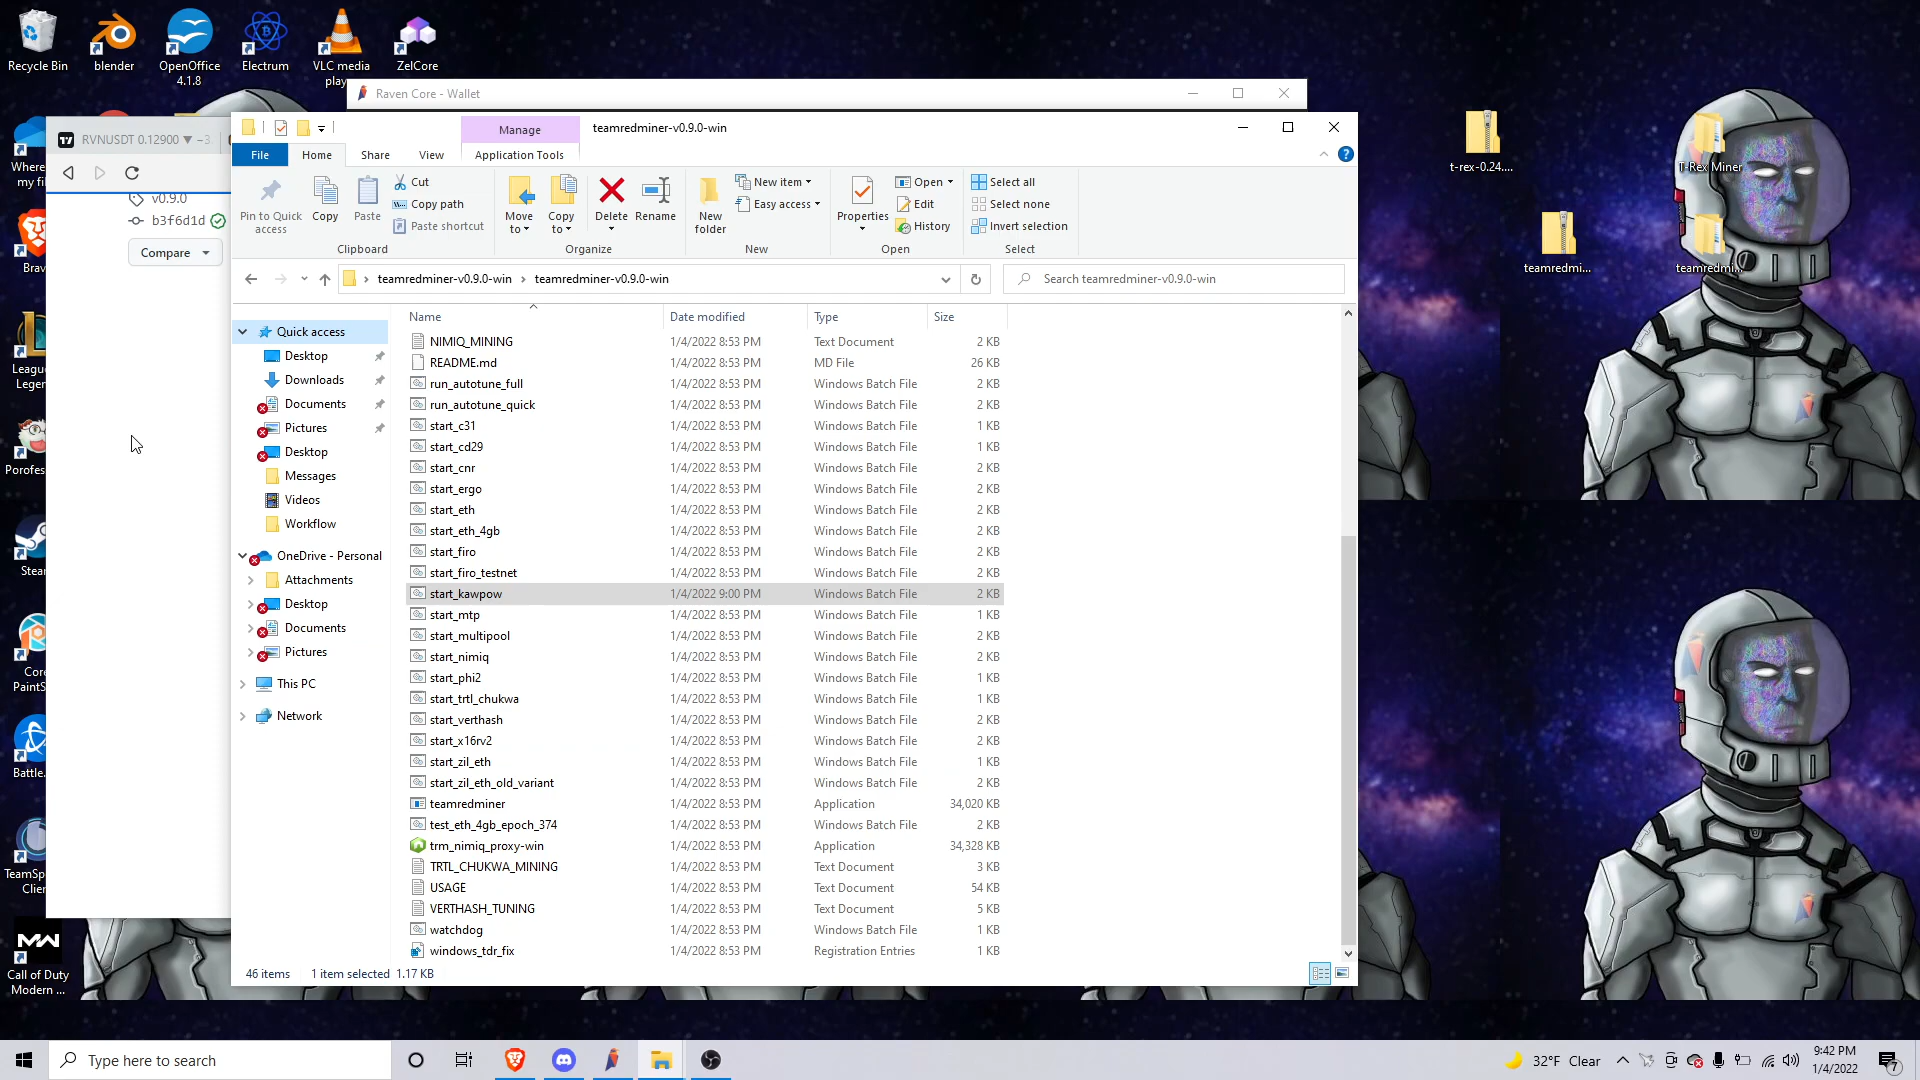 Recycle Bin
blender
OpenOffice
4.1.8
Electrum
VLC media
play
ZelCore
Where
my fil
Brav
League
Legen
Porofes
Stear
Core
PaintS
Battle.
TeamSp
Clie
Call of Duty
Modern ...
Raven Core - Wallet
RVNUSDT 0.12900 ▼ −3
v0.9.0
b3f6d1d
Compare
Manage
teamredminer-v0.9.0-win
File
Home
Share
View
Application Tools
Pin to Quick
access
Copy
Paste
Cut
Copy path
Paste shortcut
Clipboard
Move
to
Copy
to
Delete
Rename
Organize
New
folder
New item
Easy access
New
Properties
Open
Edit
History
Open
Select all
Select none
Invert selection
Select
teamredminer-v0.9.0-win
teamredminer-v0.9.0-win
Search teamredminer-v0.9.0-win
Quick access
Desktop
Downloads
Documents
Pictures
Desktop
Messages
Videos
Workflow
OneDrive - Personal
Attachments
Desktop
Documents
Pictures
This PC
Network
Name Date modified Type Size
NIMIQ_MINING 1/4/2022 8:53 PM Text Document 2 KB
README.md 1/4/2022 8:53 PM MD File 26 KB
run_autotune_full 1/4/2022 8:53 PM Windows Batch File 2 KB
run_autotune_quick 1/4/2022 8:53 PM Windows Batch File 2 KB
start_c31 1/4/2022 8:53 PM Windows Batch File 1 KB
start_cd29 1/4/2022 8:53 PM Windows Batch File 1 KB
start_cnr 1/4/2022 8:53 PM Windows Batch File 2 KB
start_ergo 1/4/2022 8:53 PM Windows Batch File 2 KB
start_eth 1/4/2022 8:53 PM Windows Batch File 2 KB
start_eth_4gb 1/4/2022 8:53 PM Windows Batch File 2 KB
start_firo 1/4/2022 8:53 PM Windows Batch File 2 KB
start_firo_testnet 1/4/2022 8:53 PM Windows Batch File 2 KB
start_kawpow 1/4/2022 9:00 PM Windows Batch File 2 KB
start_mtp 1/4/2022 8:53 PM Windows Batch File 1 KB
start_multipool 1/4/2022 8:53 PM Windows Batch File 2 KB
start_nimiq 1/4/2022 8:53 PM Windows Batch File 2 KB
start_phi2 1/4/2022 8:53 PM Windows Batch File 1 KB
start_trtl_chukwa 1/4/2022 8:53 PM Windows Batch File 1 KB
start_verthash 1/4/2022 8:53 PM Windows Batch File 2 KB
start_x16rv2 1/4/2022 8:53 PM Windows Batch File 2 KB
start_zil_eth 1/4/2022 8:53 PM Windows Batch File 1 KB
start_zil_eth_old_variant 1/4/2022 8:53 PM Windows Batch File 2 KB
teamredminer 1/4/2022 8:53 PM Application 34,020 KB
test_eth_4gb_epoch_374 1/4/2022 8:53 PM Windows Batch File 2 KB
trm_nimiq_proxy-win 1/4/2022 8:53 PM Application 34,328 KB
TRTL_CHUKWA_MINING 1/4/2022 8:53 PM Text Document 3 KB
USAGE 1/4/2022 8:53 PM Text Document 54 KB
VERTHASH_TUNING 1/4/2022 8:53 PM Text Document 5 KB
watchdog 1/4/2022 8:53 PM Windows Batch File 1 KB
windows_tdr_fix 1/4/2022 8:53 PM Registration Entries 1 KB
46 items 1 item selected 1.17 KB
t-rex-0.24....
T-Rex Miner
teamredmi...
teamredmi...
Type here to search
32°F Clear
9:42 PM
1/4/2022
7